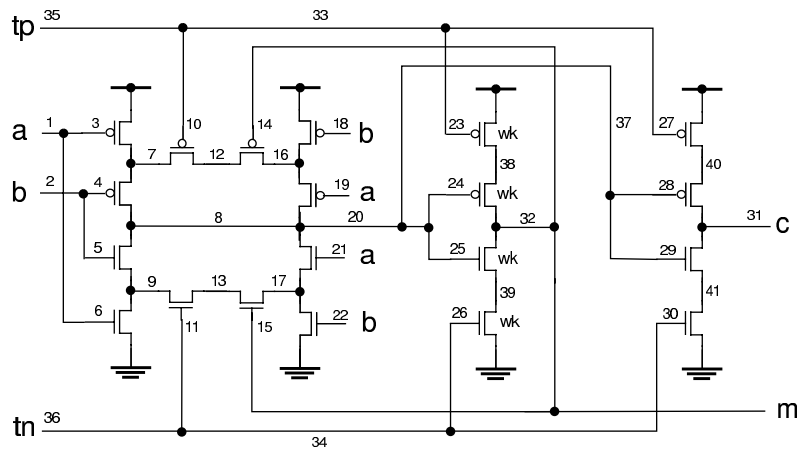 tp 35 33
1 3 10 14 18 b 23 wk 37 27
a
7 12 16 38 40
b 2 4 19 a 24 wk 28
8 20 32 31 c
5 21 a 25 wk 29
9 13 17 39 41
6 11 15 22 b 26 wk 30
m
tn 36
34